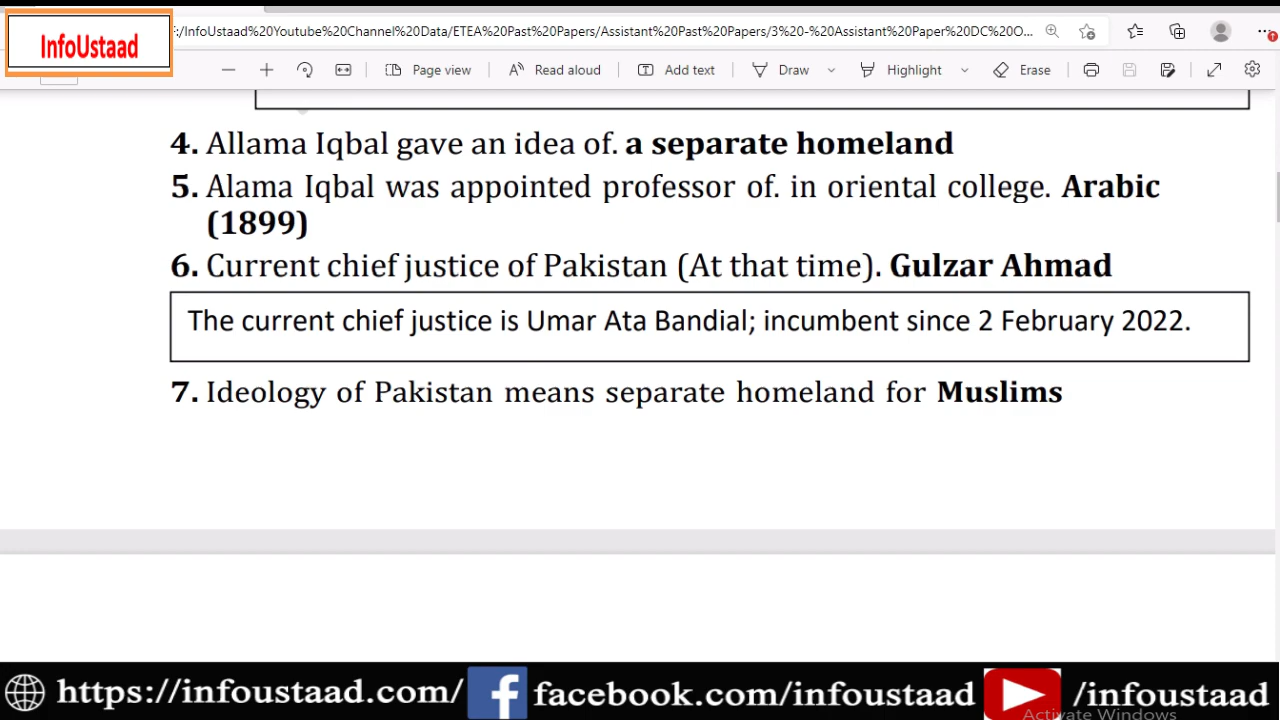 InfoUstaad
F:/InfoUstaad%20Youtube%20Channel%20Data/ETEA%20Past%20Papers/Assistant%20Past%20Papers/3%20-%20Assistant%20Paper%20DC%20O...
Page view
Read aloud
Add text
Draw
Highlight
Erase
4. Allama Iqbal gave an idea of. a separate homeland
5. Alama Iqbal was appointed professor of. in oriental college. Arabic
(1899)
6. Current chief justice of Pakistan (At that time). Gulzar Ahmad
The current chief justice is Umar Ata Bandial; incumbent since 2 February 2022.
7. Ideology of Pakistan means separate homeland for Muslims
https://infoustaad.com/ facebook.com/infoustaad /infoustaad
Activate Windows